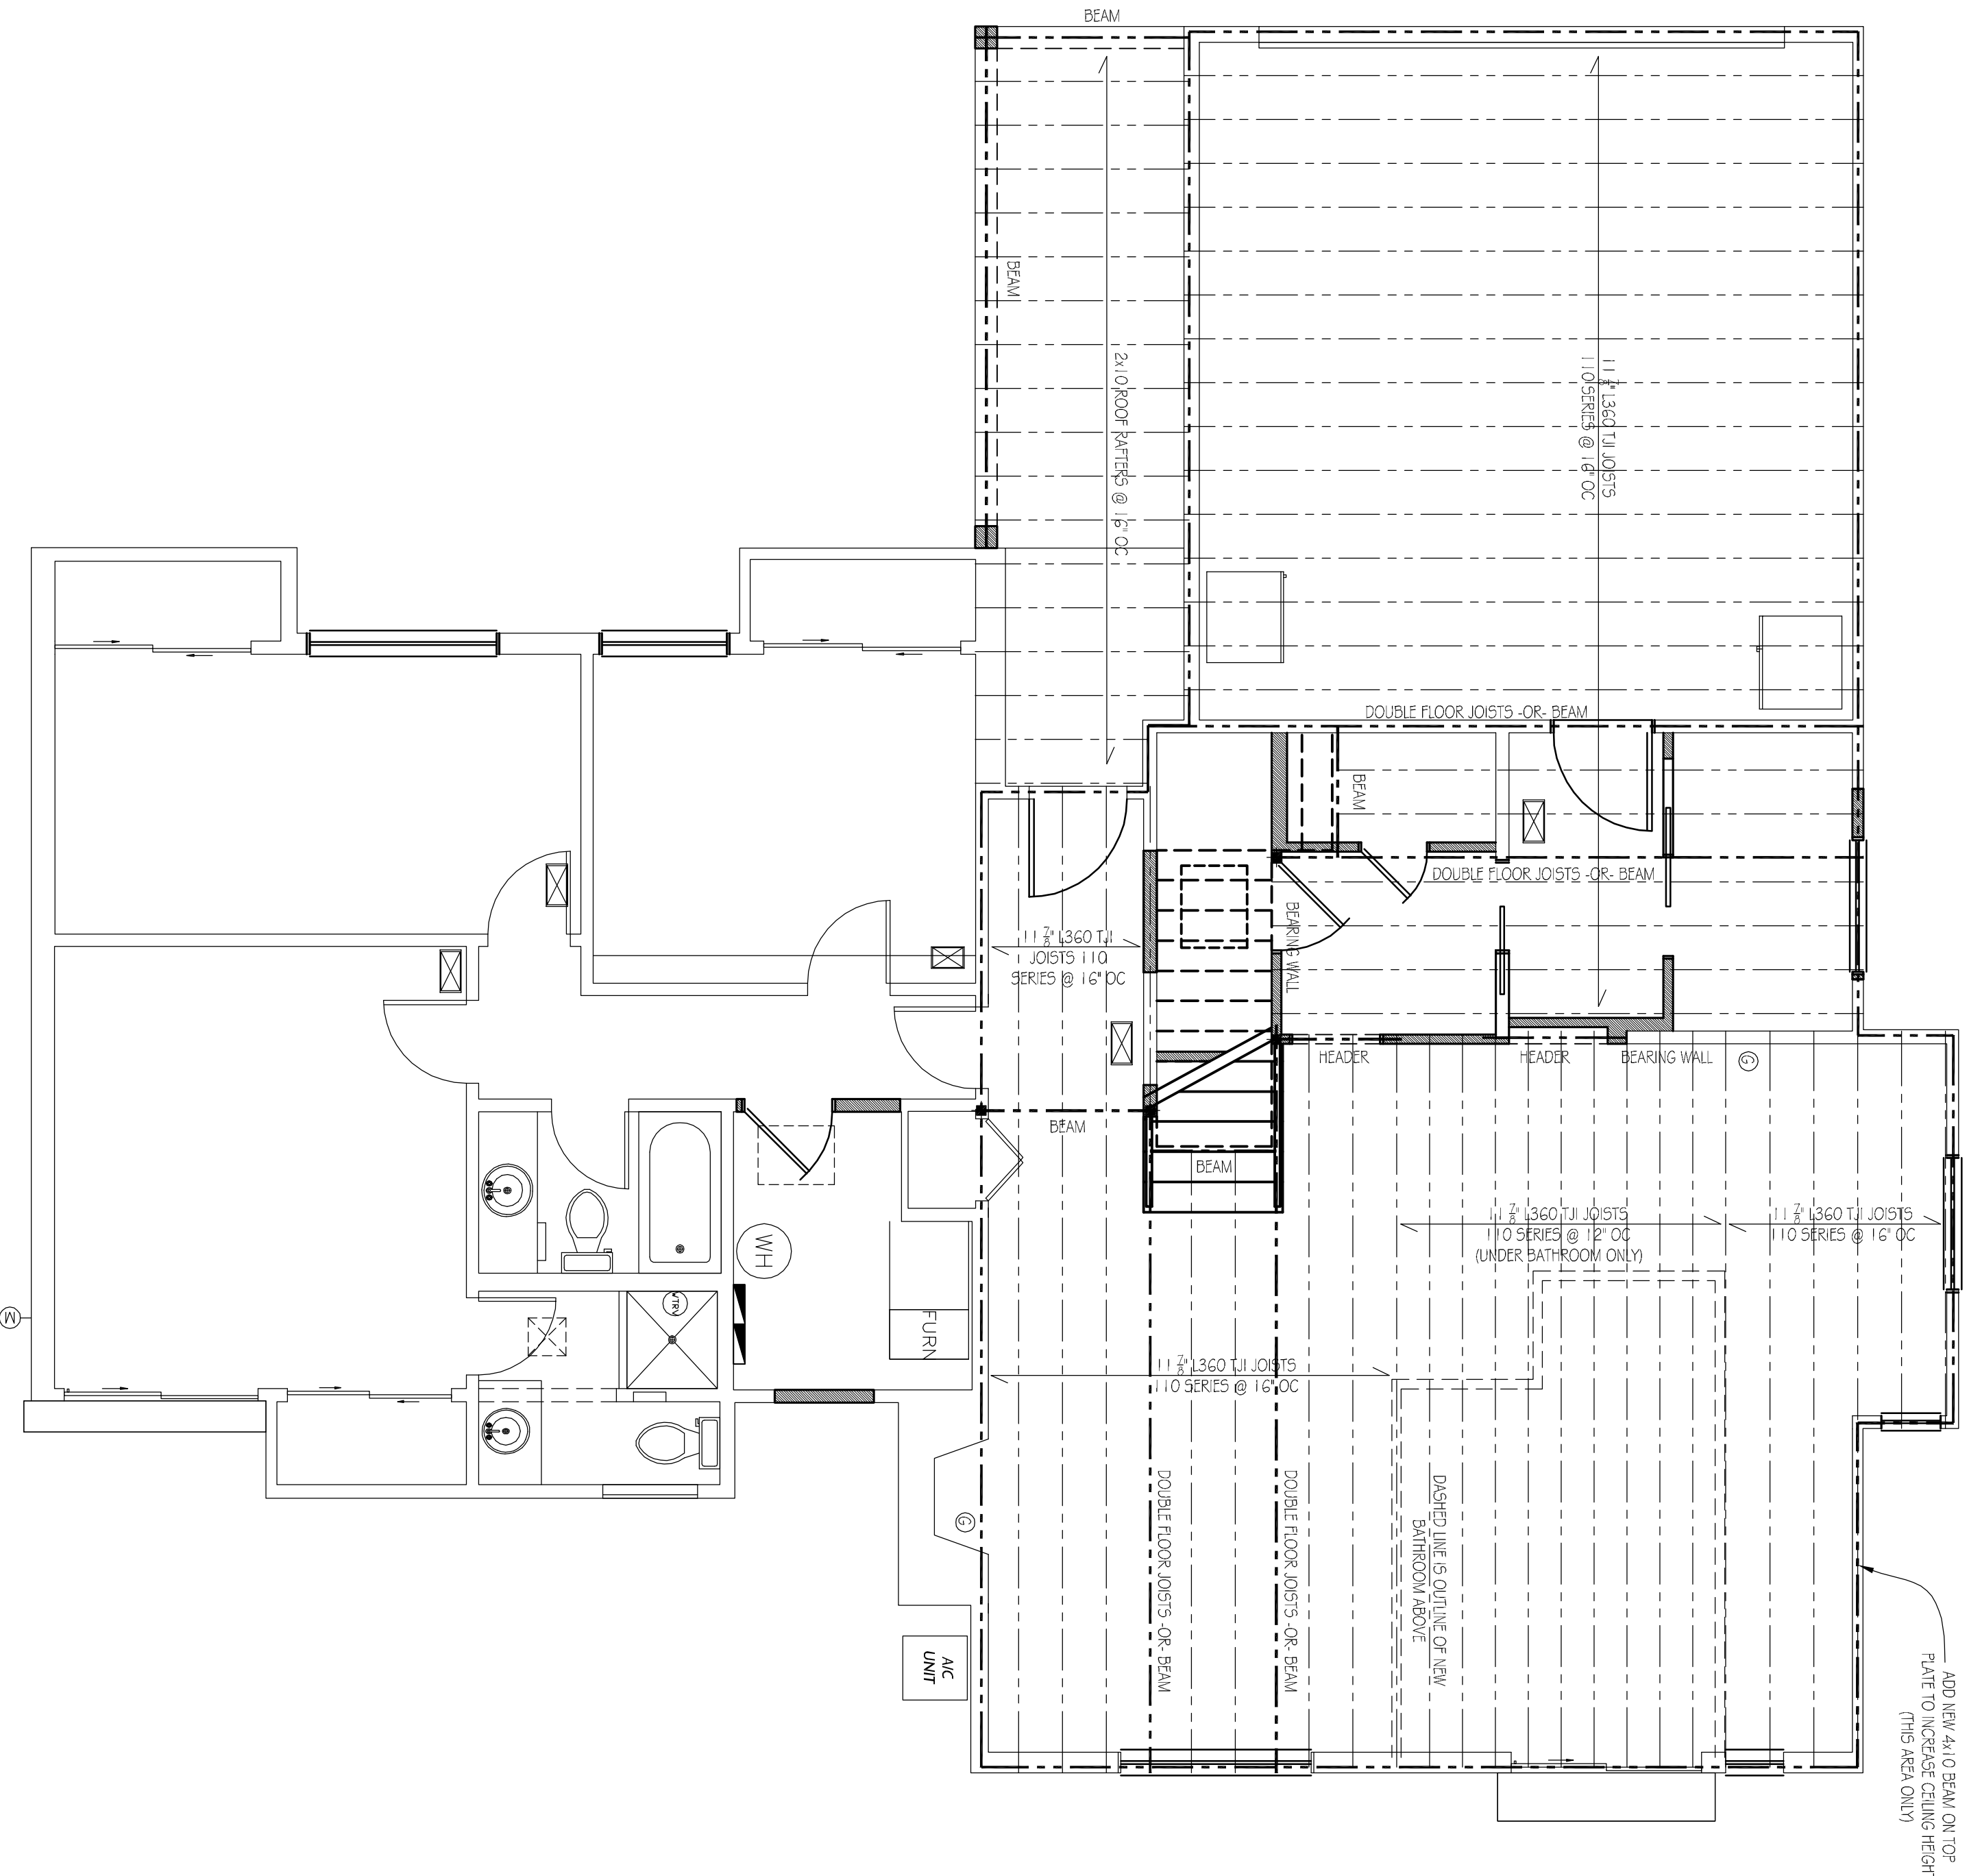 BEAM
BEAM
2x10 ROOF RAFTERS @ 16" OC
11 7/8" L360 TJI JOISTS
110 SERIES @ 16" OC
DOUBLE FLOOR JOISTS -OR- BEAM
BEAM
DOUBLE FLOOR JOISTS -OR- BEAM
BEARING WALL
11 7/8" L360 TJI
JOISTS 110
SERIES @ 16" OC
HEADER
HEADER
BEARING WALL
G
BEAM
BEAM
11 7/8" L360 TJI JOISTS
110 SERIES @ 12" OC
(UNDER BATHROOM ONLY)
11 7/8" L360 TJI JOISTS
110 SERIES @ 16" OC
WH
WTRV
FURN
M
11 7/8" L360 TJI JOISTS
110 SERIES @ 16" OC
G
DOUBLE FLOOR JOISTS -OR- BEAM
DOUBLE FLOOR JOISTS -OR- BEAM
DASHED LINE IS OUTLINE OF NEW
BATHROOM ABOVE
A/C
UNIT
ADD NEW 4x10 BEAM ON TOP
PLATE TO INCREASE CEILING HEIGHT
(THIS AREA ONLY)